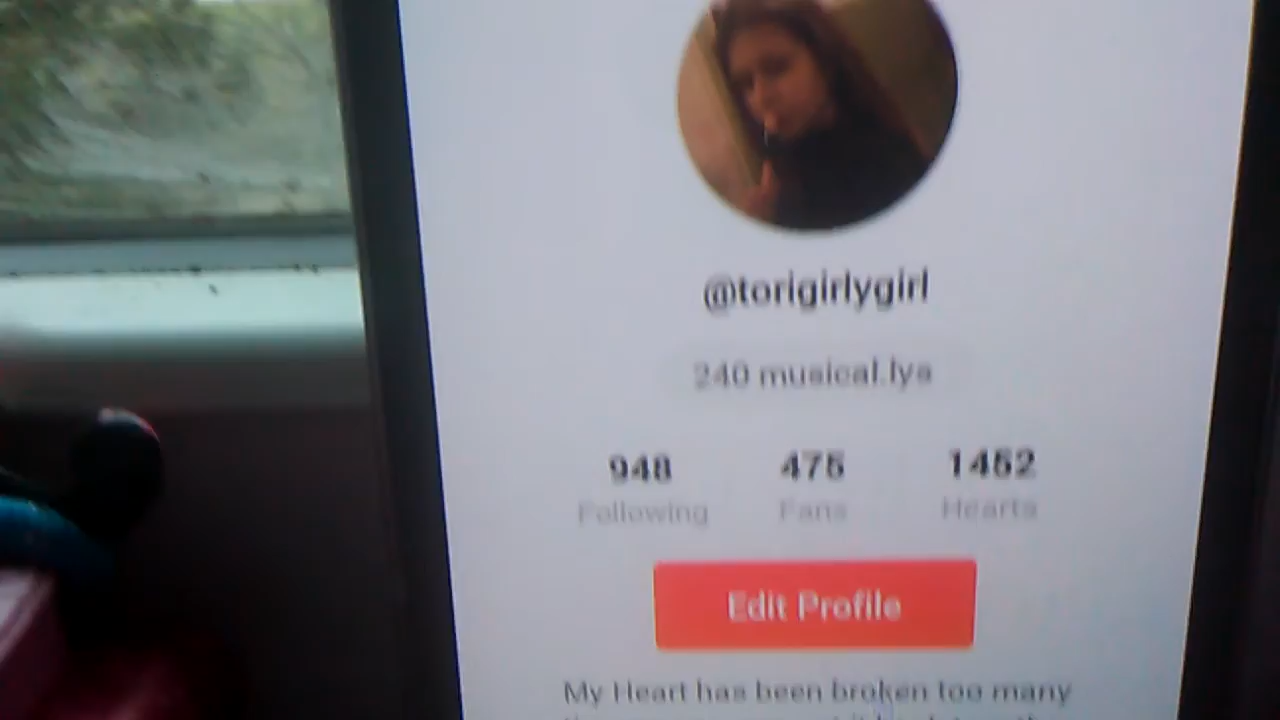 @torigirlygirl
240 musical.lys
948 475 1452
Following Fans Hearts
Edit Profile
My Heart has been broken too many